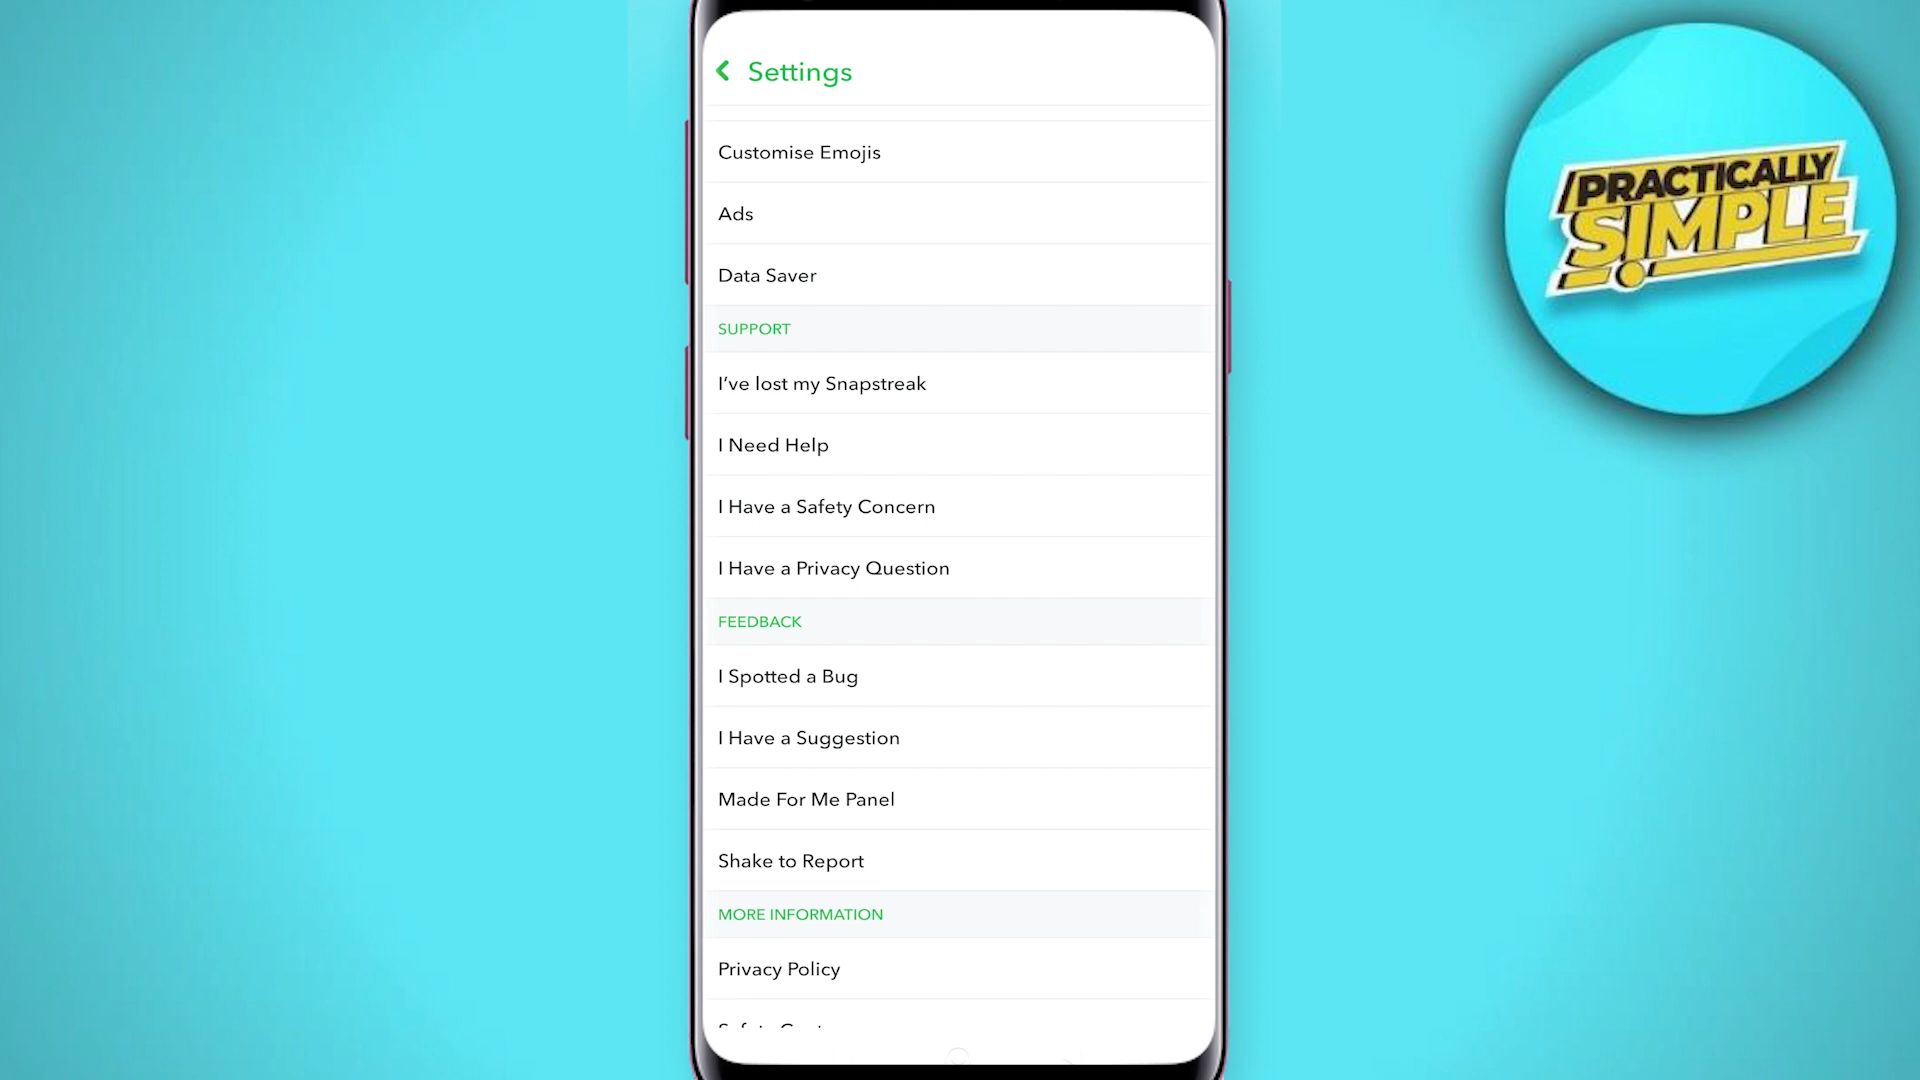 Settings
Customise Emojis
Ads
Data Saver
SUPPORT
I’ve lost my Snapstreak
I Need Help
I Have a Safety Concern
I Have a Privacy Question
FEEDBACK
I Spotted a Bug
I Have a Suggestion
Made For Me Panel
Shake to Report
MORE INFORMATION
Privacy Policy
PRACTICALLY
SIMPLE